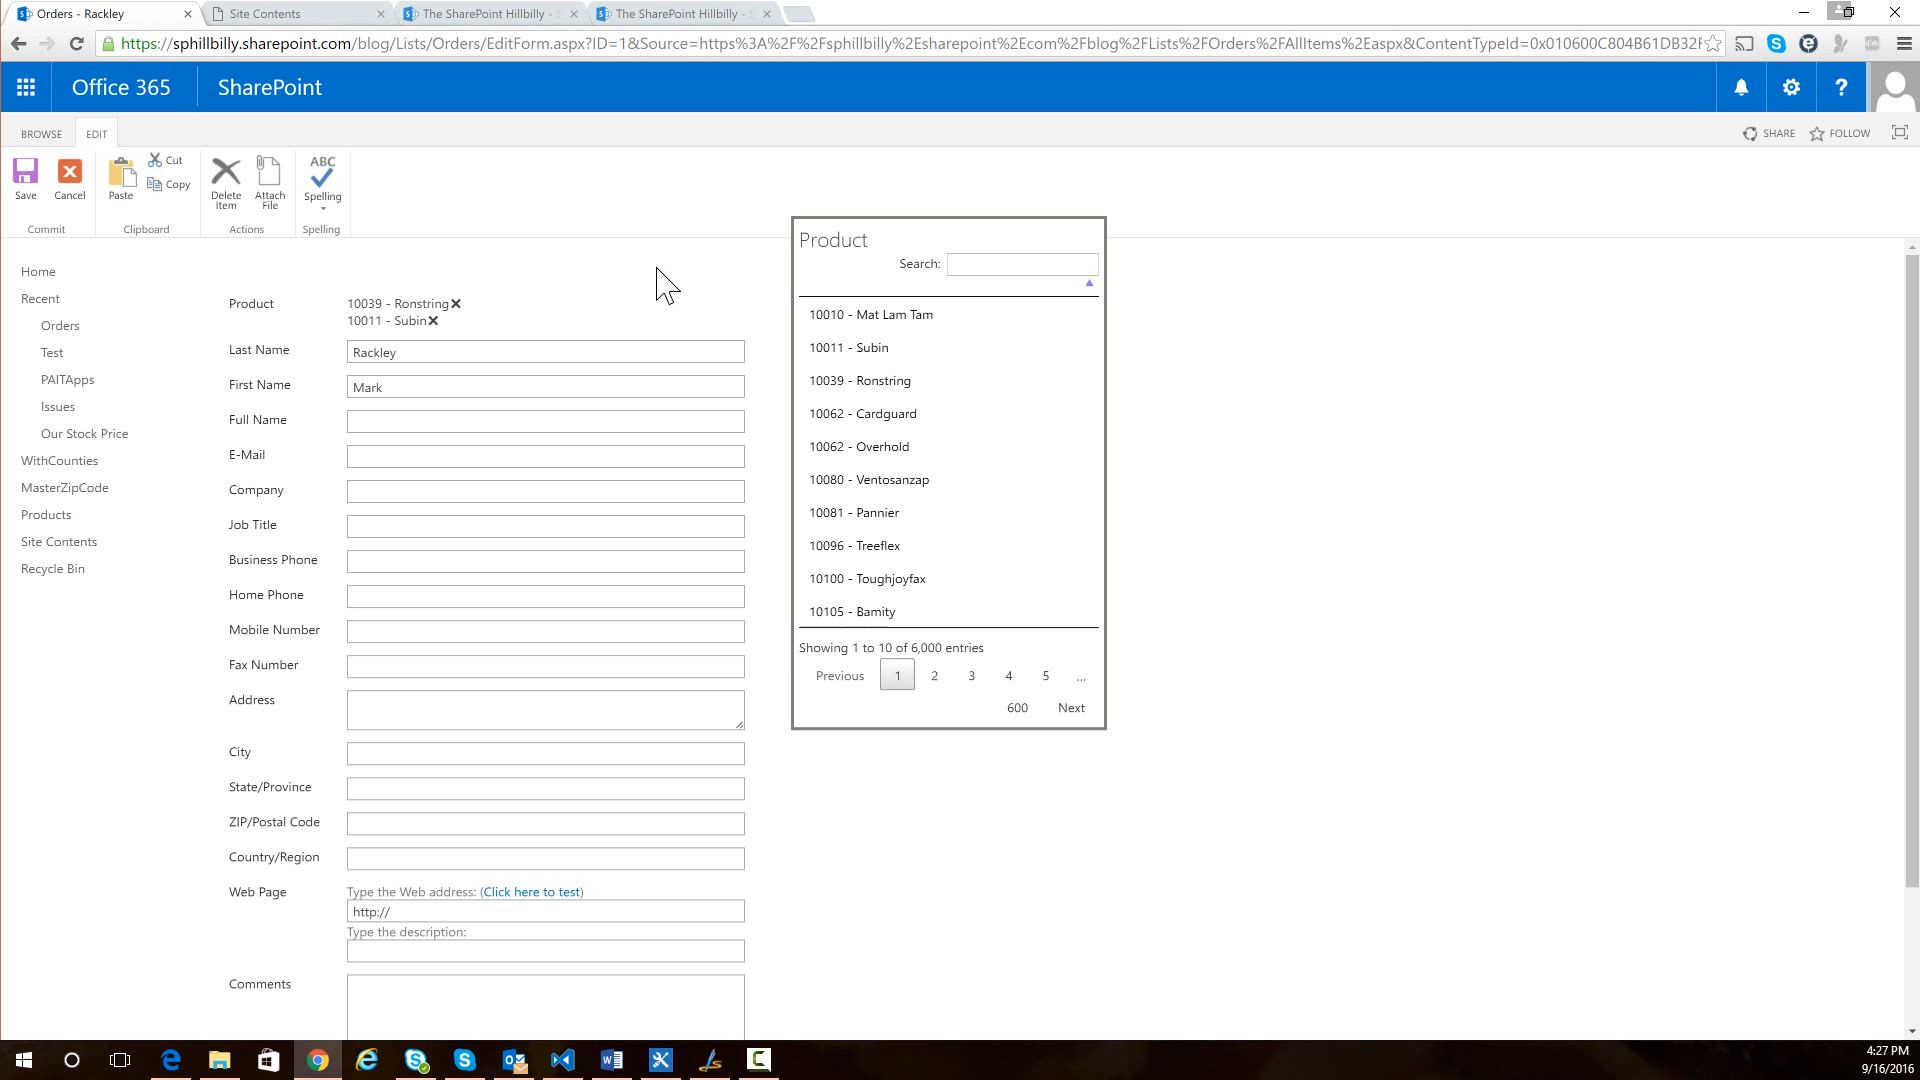 Orders - Rackley
Site Contents
The SharePoint Hillbilly -
The SharePoint Hillbilly -
https://sphillbilly.sharepoint.com/blog/Lists/Orders/EditForm.aspx?ID=1&Source=https%3A%2F%2Fsphillbilly%2Esharepoint%2Ecom%2Fblog%2FLists%2FOrders%2FAllItems%2Easpx&ContentTypeId=0x010600C804B61DB32F
Office 365
SharePoint
?
BROWSE
EDIT
SHARE
FOLLOW
Save
Cancel
Paste
Cut
Copy
Delete
Item
Attach
File
ABC
Spelling
Commit
Clipboard
Actions
Spelling
Home
Recent
Orders
Test
PAITApps
Issues
Our Stock Price
WithCounties
MasterZipCode
Products
Site Contents
Recycle Bin
Product
10039 - Ronstring
10011 - Subin
Last Name
Rackley
First Name
Mark
Full Name
E-Mail
Company
Job Title
Business Phone
Home Phone
Mobile Number
Fax Number
Address
City
State/Province
ZIP/Postal Code
Country/Region
Web Page
Type the Web address: (Click here to test)
http://
Type the description:
Comments
Product
Search:
10010 - Mat Lam Tam
10011 - Subin
10039 - Ronstring
10062 - Cardguard
10062 - Overhold
10080 - Ventosanzap
10081 - Pannier
10096 - Treeflex
10100 - Toughjoyfax
10105 - Bamity
Showing 1 to 10 of 6,000 entries
Previous 1 2 3 4 5 ...
600 Next
4:27 PM
9/16/2016